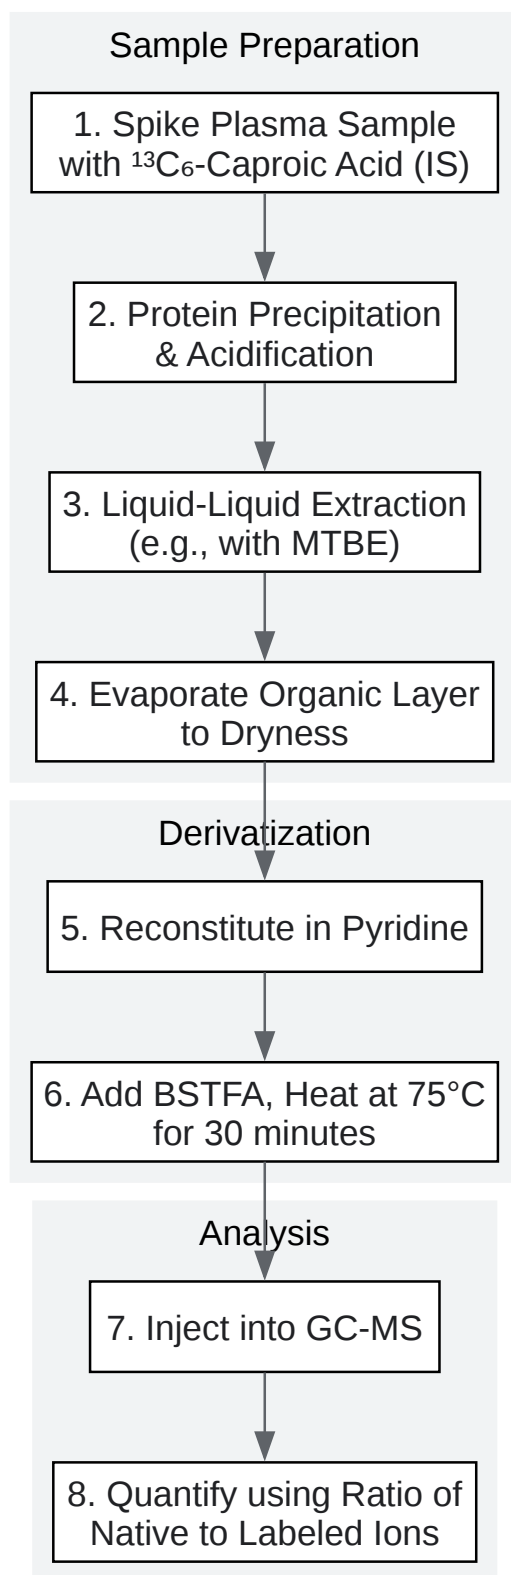 Sample Preparation
1. Spike Plasma Sample
with ¹³C₆-Caproic Acid (IS)
2. Protein Precipitation
& Acidification
3. Liquid-Liquid Extraction
(e.g., with MTBE)
4. Evaporate Organic Layer
to Dryness
Derivatization
5. Reconstitute in Pyridine
6. Add BSTFA, Heat at 75°C
for 30 minutes
Analysis
7. Inject into GC-MS
8. Quantify using Ratio of
Native to Labeled Ions